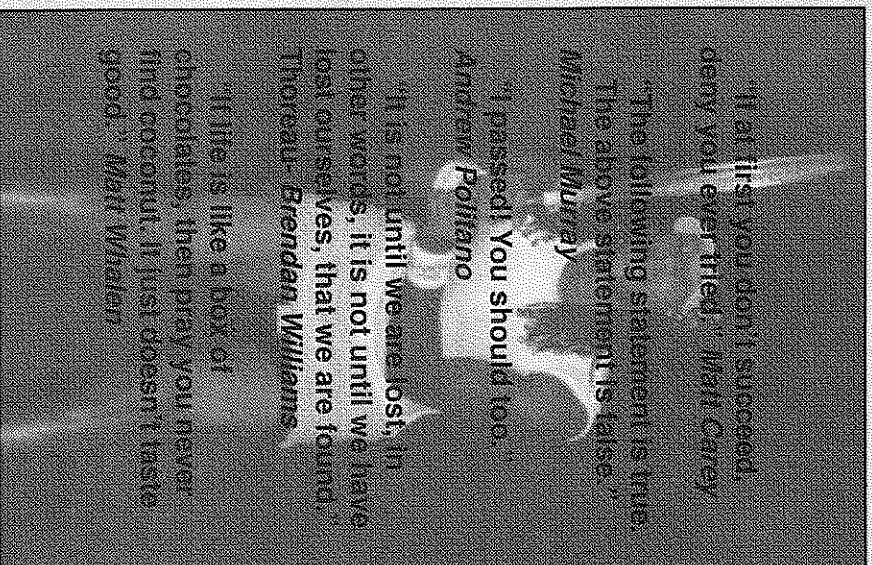 "If at first you don't succeed,
deny you ever tried." Matt Carey
"The following statement is true.
The above statement is false."
Michael Murray
"I passed! You should too."
Andrew Politano
"It is not until we are lost, in
other words, it is not until we have
lost ourselves, that we are found."
Thoreau- Brendan Williams
"If life is like a box of
chocolates, then pray you never
find coconut. It just doesn't taste
good." Matt Whalen